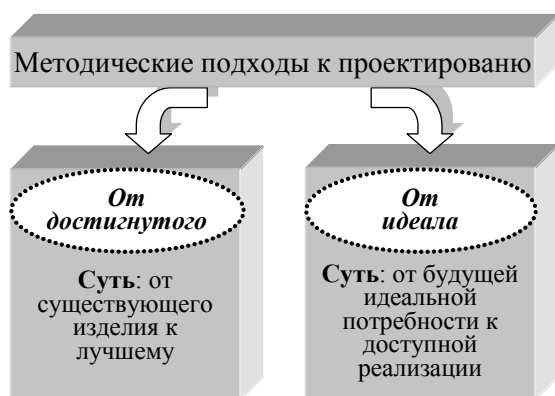 Методические подходы к проектированю
От
достигнутого
Суть: от
существующего
изделия к
лучшему
От
идеала
Суть: от будущей
идеальной
потребности к
доступной
реализации